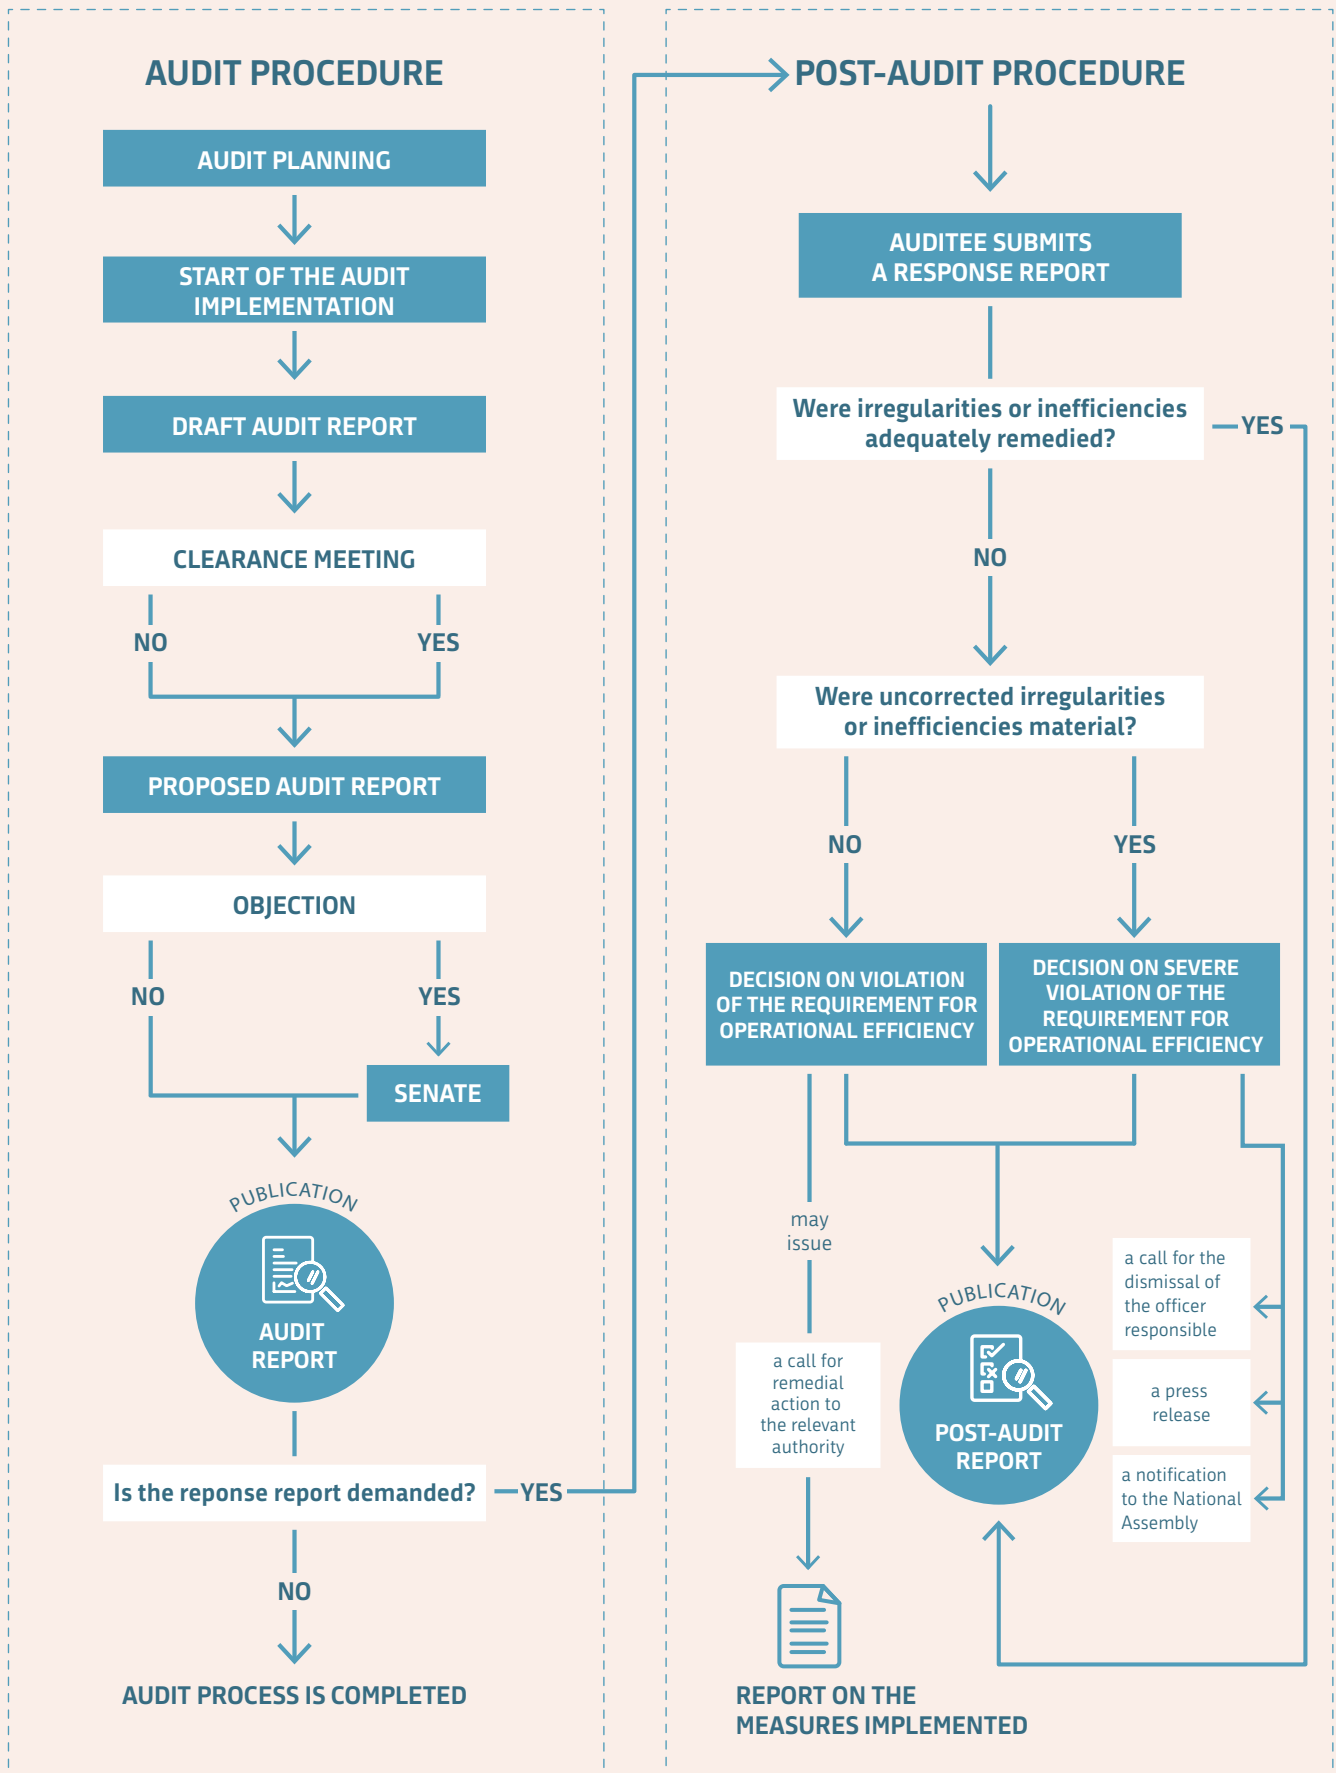 AUDIT PROCEDURE
AUDIT PLANNING
START OF THE AUDIT
IMPLEMENTATION
DRAFT AUDIT REPORT
CLEARANCE MEETING
NO
YES
PROPOSED AUDIT REPORT
OBJECTION
NO
YES
SENATE
PUBLICATION
AUDIT
REPORT
Is the reponse report demanded?
YES
NO
AUDIT PROCESS IS COMPLETED
POST-AUDIT PROCEDURE
AUDITEE SUBMITS
A RESPONSE REPORT
Were irregularities or inefficiencies
adequately remedied?
YES
NO
Were uncorrected irregularities
or inefficiencies material?
NO
YES
DECISION ON VIOLATION
OF THE REQUIREMENT FOR
OPERATIONAL EFFICIENCY
DECISION ON SEVERE
VIOLATION OF THE
REQUIREMENT FOR
OPERATIONAL EFFICIENCY
may
issue
a call for
remedial
action to
the relevant
authority
PUBLICATION
POST-AUDIT
REPORT
a call for the
dismissal of
the officer
responsible
a press
release
a notification
to the National
Assembly
REPORT ON THE
MEASURES IMPLEMENTED